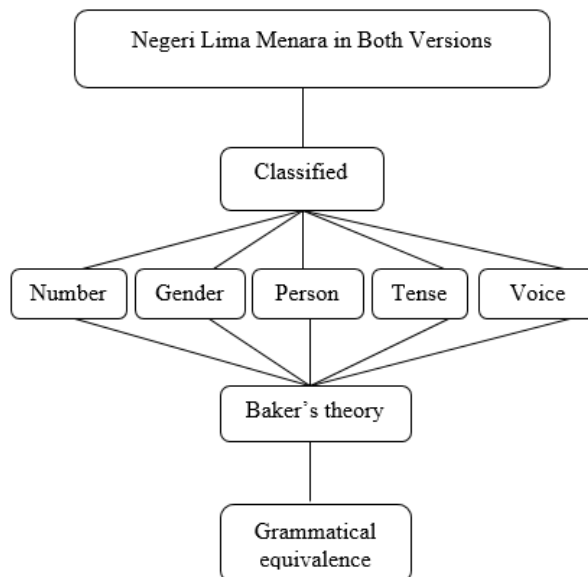 Negeri Lima Menara in Both Versions
Classified
Number Gender Person Tense Voice
Baker’s theory
Grammatical
equivalence